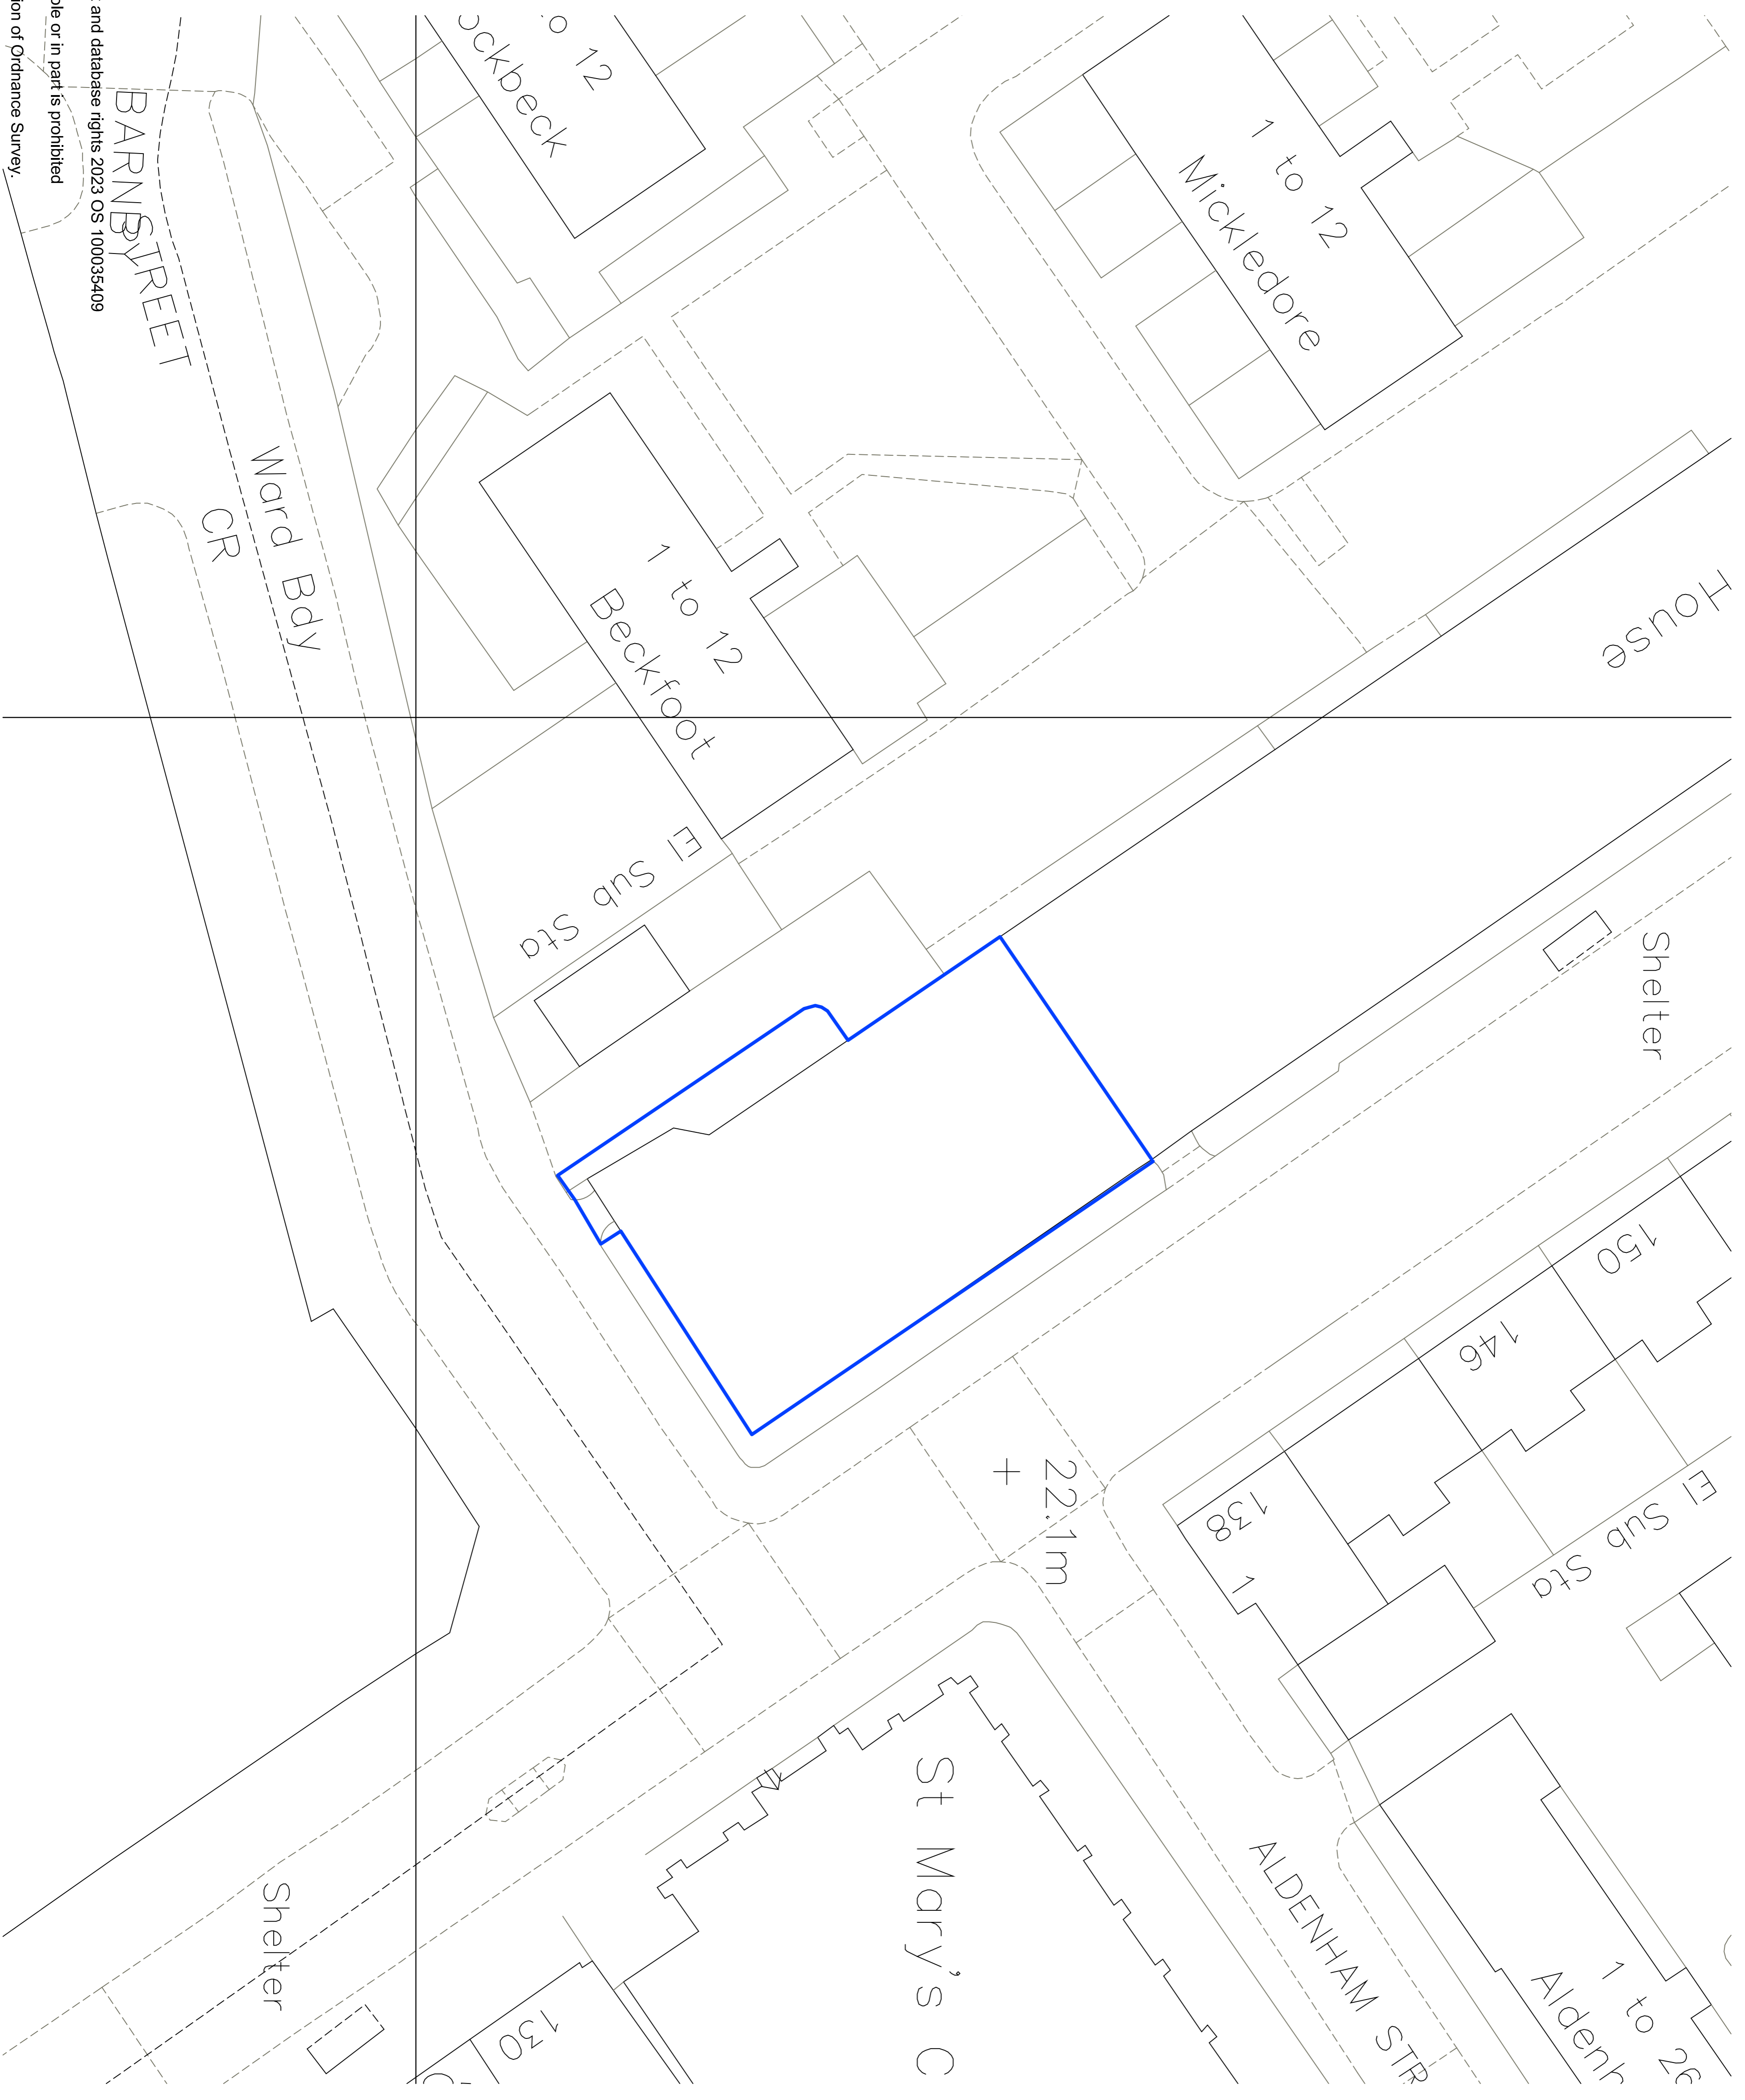 and database rights 2023 OS 100035409
ole or in part is prohibited
ion of Ordnance Survey.
BARNBY
STREET
Ward Bdy
CR
o 12
ockbeck
1 to 12
Mickledore
1 to 12
Beckfoot
House
El Sub Sta
Shelter
150
146
138
1
El Sub Sta
22.1m
+
St Mary's C
ALDENHAM STR
1 to 26
Aldenh
Shelter
130